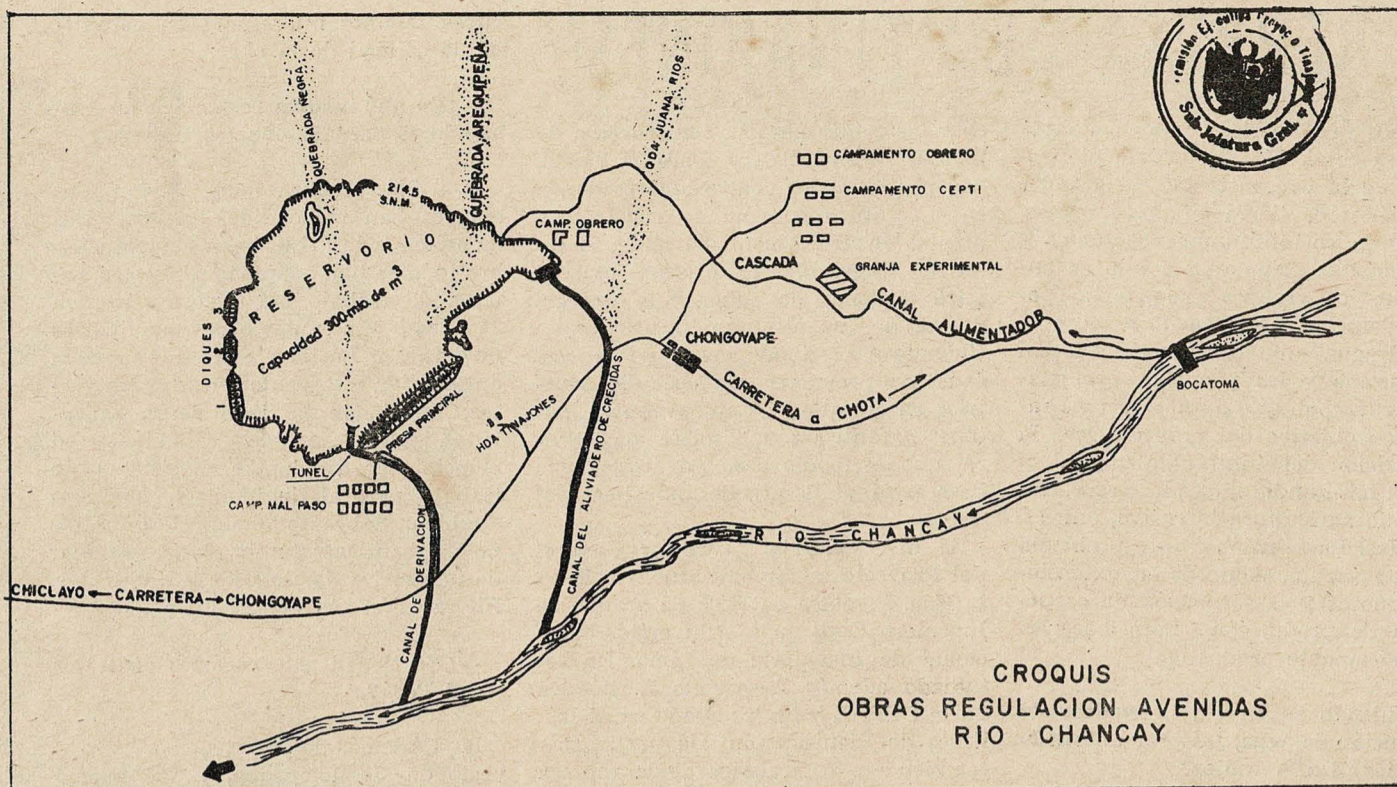 QUEBRADA NEGRA
QUEBRADA AREQUIPEÑA
QDA JUANA RIOS
Sub. Jefatura Gral.
CAMPAMENTO OBRERO
CAMPAMENTO CEPTI
214.5
S.N.M.
CAMP. OBRERO
RESERVORIO
Capacidad 300 mio. de m³
DIQUES
1
2
3
CASCADA
GRANJA EXPERIMENTAL
CANAL ALIMENTADOR
CHONGOYAPE
CARRETERA a CHOTA
BOCATOMA
HDA TINAJONES
PRESA PRINCIPAL
TUNEL
CAMP. MAL PASO
CANAL DE DERIVACION
CANAL DEL ALIVIADERO DE CRECIDAS
RIO CHANCAY
CHICLAYO ← CARRETERA → CHONGOYAPE
CROQUIS
OBRAS REGULACION AVENIDAS
RIO CHANCAY